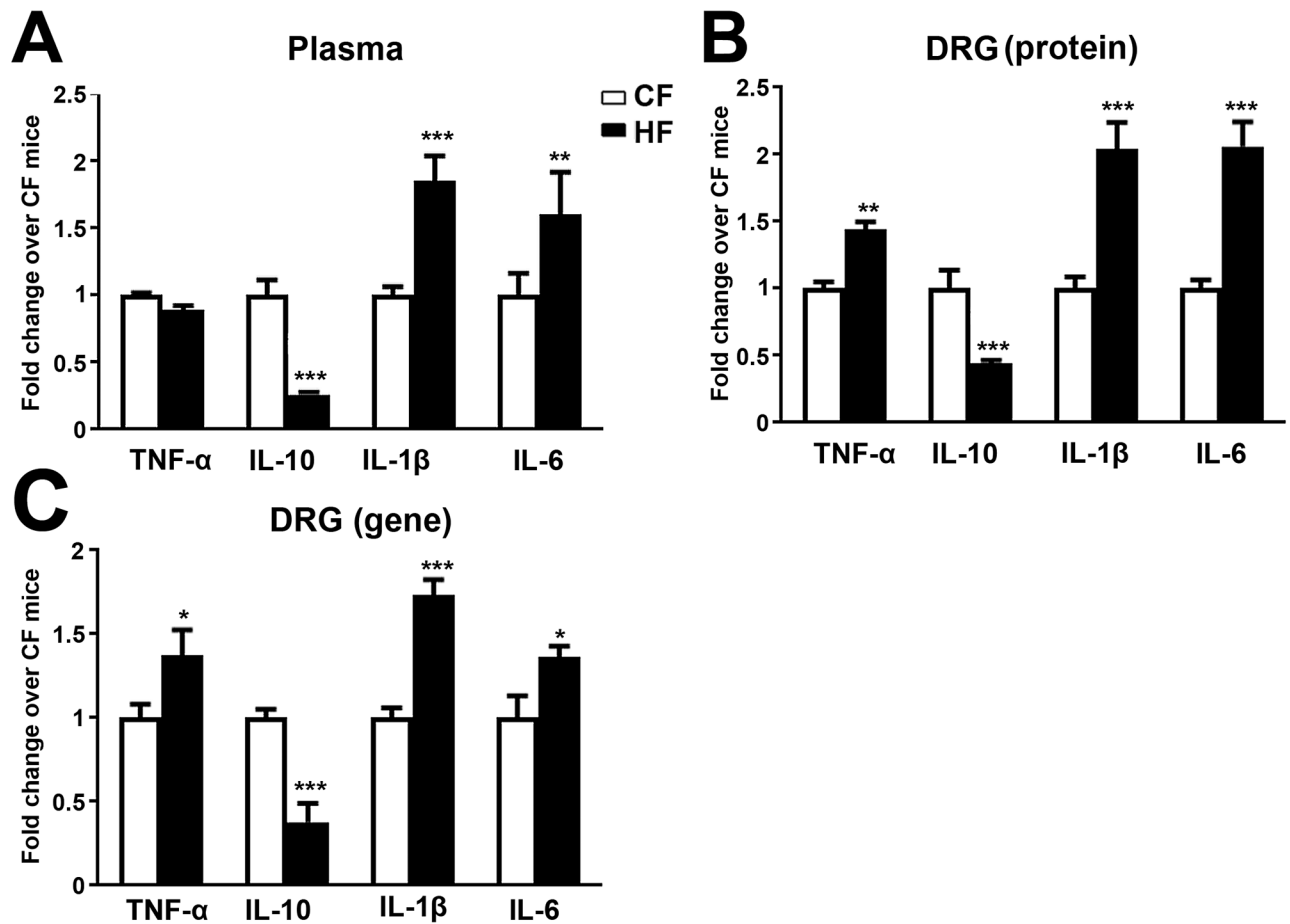 A
Plasma
Fold change over CF mice
2.5
2
1.5
1
0.5
0
***
***
**
TNF-α IL-10 IL-1β IL-6
CF
HF
B
DRG (protein)
Fold change over CF mice
2.5
2
1.5
1
0.5
0
**
***
***
***
TNF-α IL-10 IL-1β IL-6
C
DRG (gene)
Fold change over CF mice
2
1.5
1
0.5
0
*
***
***
*
TNF-α IL-10 IL-1β IL-6